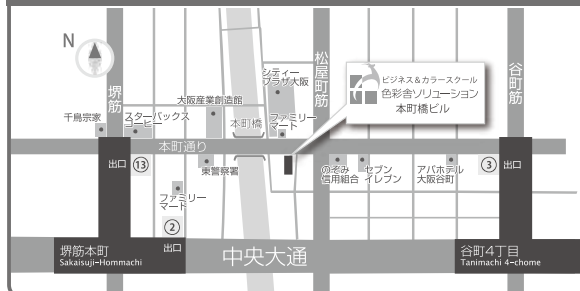 N
堺筋
松屋町筋
谷町筋
シティー
プラザ大阪
ビジネス&カラースクール
色彩舎ソリューション
本町橋ビル
大阪産業創造館
千鳥宗家
スターバックス
コーヒー
本町橋
ファミリー
マート
本町通り
出口
⑬
東警察署
のぞみ
信用組合
セブン
イレブン
アパホテル
大阪谷町
③
出口
ファミリー
マート
②
出口
堺筋本町
Sakaisuji-Hommachi
中央大通
谷町4丁目
Tanimachi 4-chome